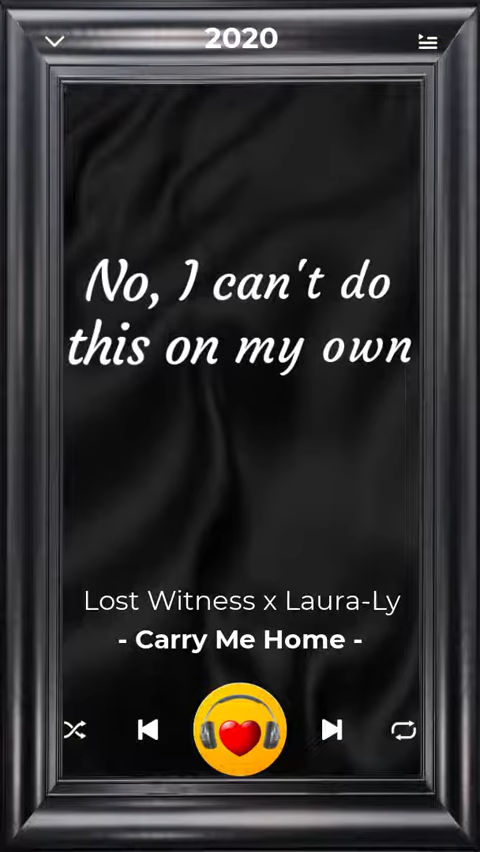 2020
No, I can't do
this on my own
Lost Witness x Laura-Ly
- Carry Me Home -